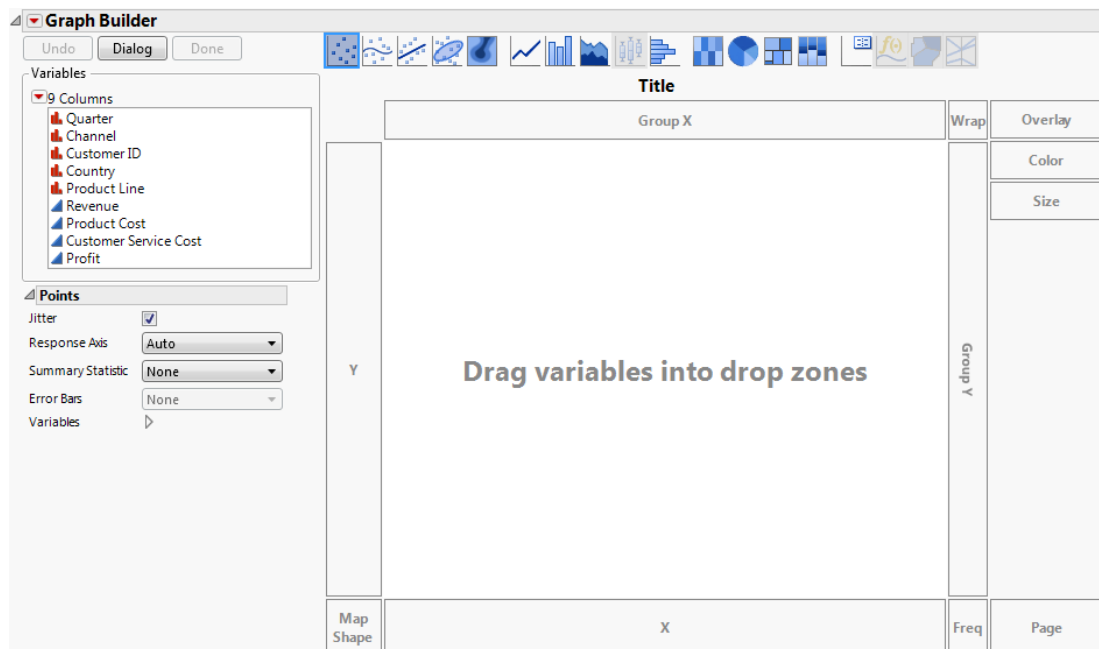 Graph Builder
Undo Dialog Done
Variables
9 Columns
Quarter
Channel
Customer ID
Country
Product Line
Revenue
Product Cost
Customer Service Cost
Profit
Points
Jitter
Response Axis Auto
Summary Statistic None
Error Bars None
Variables
Title
Group X
Wrap
Overlay
Color
Size
Y
Drag variables into drop zones
Group Y
Map
Shape
X
Freq
Page